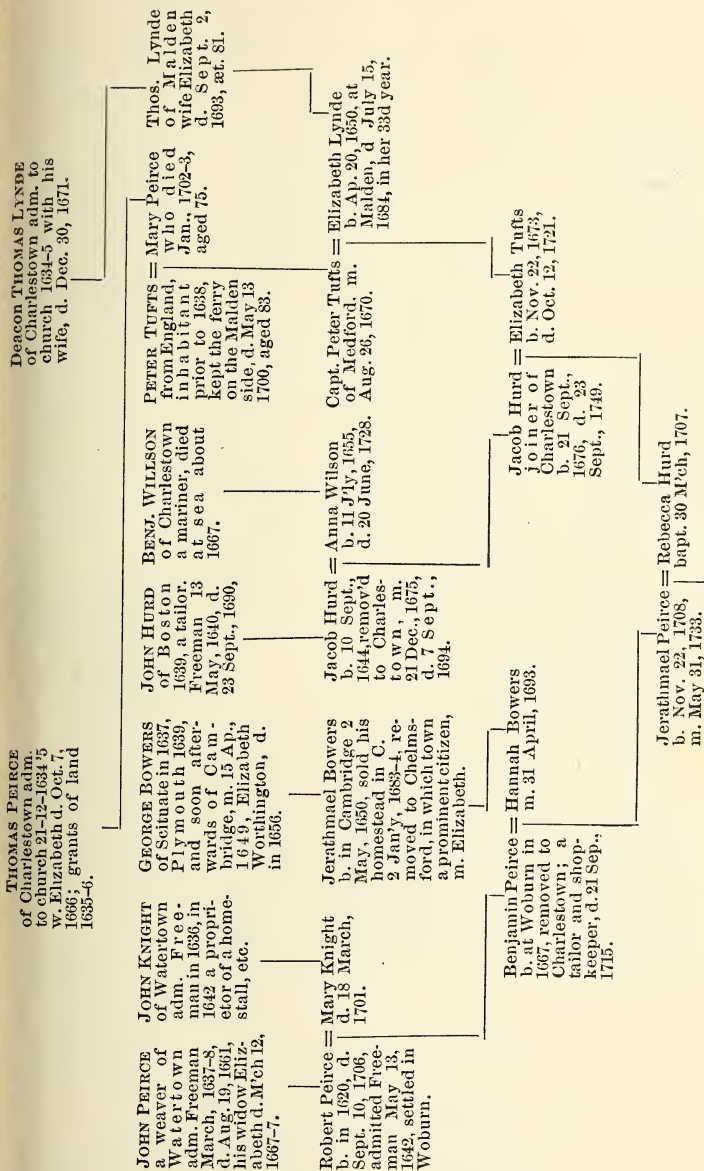 THOMAS PEIRCE
of Charlestown adm.
to church 21-12-1634'5
w. Elizabeth d. Oct. 7,
1666; grants of land
1635-6.
Deacon THOMAS LYNDE
of Charlestown adm. to
church 1634-5 with his
wife, d. Dec. 30, 1671.
JOHN PEIRCE
a weaver of
Watertown
adm. Freeman
March, 1637-8,
d. Aug, 19, 1661,
his widow Eliz-
abeth d. M'ch 12,
1667-7.
JOHN KNIGHT
of Watertown
adm. Free-
man in 1636, in
1642 a propri-
etor of a home-
stall, etc.
GEORGE BOWERS
of Scituate in 1637,
Plymouth 1639,
and soon after-
wards of Cam-
bridge, m. 15 Ap.,
1649, Elizabeth
Worthington, d.
in 1656.
JOHN HURD
of Boston
1639, a tailor.
Freeman 13
May, 1640, d.
23 Sept., 1690,
BENJ. WILLSON
of Charlestown
a mariner, died
at sea about
1667.
PETER TUFTS =
from England,
inhabitant
prior to 1638,
kept the ferry
on the Malden
side, d. May 13
1700, aged 83.
Mary Peirce
who died
Jan., 1702-3,
aged 75.
Thos. Lynde
of Malden
wife Elizabeth
d. Sept. 2,
1693, æt. 81.
Robert Peirce =
b. in 1620, d.
Sept. 10, 1706,
admitted Free-
man May 13,
1642, settled in
Woburn.
Mary Knight
d. 18 March,
1701.
Jerathmael Bowers
b. in Cambridge 2
May, 1650, sold his
homestead in C.
2 Jan'y, 1683-4, re-
moved to Chelms-
ford, in which town
a prominent citizen,
m. Elizabeth.
Jacob Hurd =
b. 10 Sept.,
1644, remov'd
to Charles-
town, m.
21 Dec., 1675,
d. 7 Sept.,
1694.
Anna Wilson
b. 11 J'ly, 1655,
d. 20 June, 1728.
Capt. Peter Tufts =
of Medford. m.
Aug. 26, 1670.
Elizabeth Lynde
b. Ap. 20, 1650, at
Malden, d July 15,
1684, in her 33d year.
Benjamin Peirce =
b. at Woburn in
1667, removed to
Charlestown; a
tailor and shop-
keeper, d. 21 Sep.,
1715.
Hannah Bowers
m. 31 April, 1693.
Jacob Hurd =
joiner of
Charlestown
b. 21 Sept.,
1676, d. 23
Sept., 1749.
Elizabeth Tufts
b. Nov. 22, 1673,
d. Oct. 12, 1721.
Jerathmael Peirce =
b. Nov. 22, 1708,
m. May 31, 1733.
Rebecca Hurd
bapt. 30 M'ch, 1707.